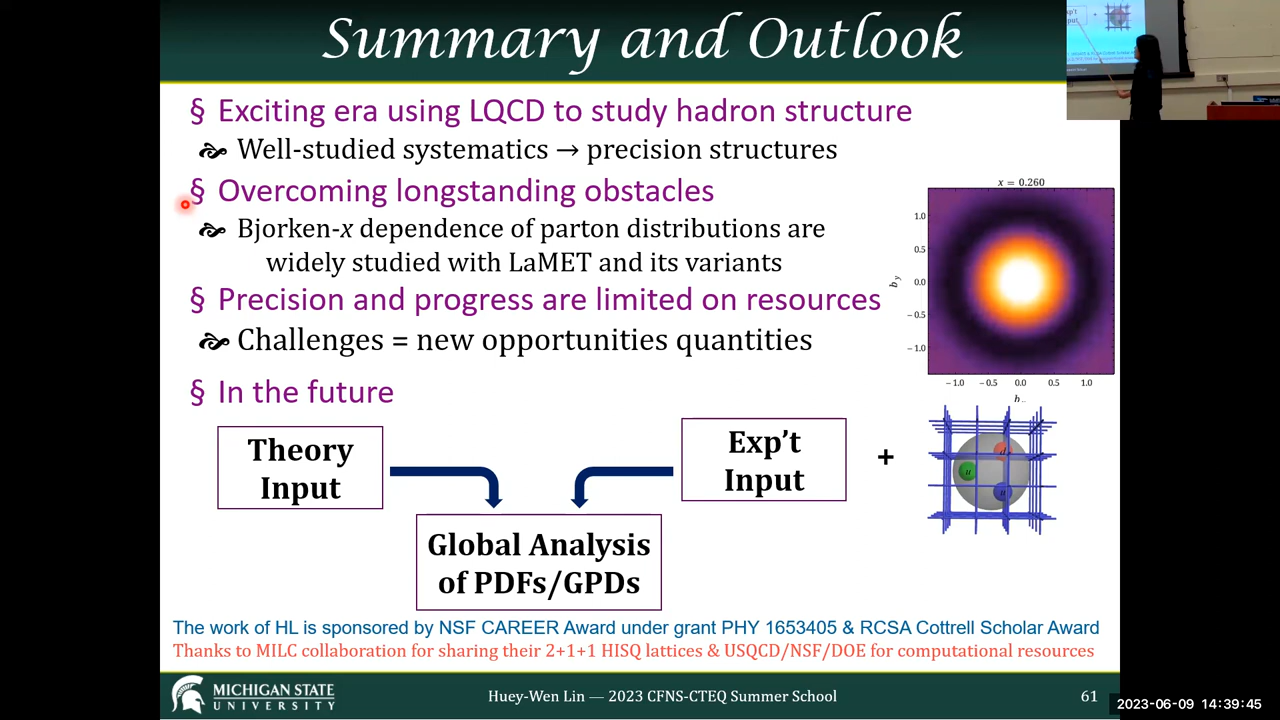 Summary and Outlook
§ Exciting era using LQCD to study hadron structure
Well-studied systematics → precision structures
§ Overcoming longstanding obstacles
Bjorken-x dependence of parton distributions are
widely studied with LaMET and its variants
§ Precision and progress are limited on resources
Challenges = new opportunities quantities
x = 0.260
1.0
0.5
0.0
−0.5
−1.0
b y
−1.0 −0.5 0.0 0.5 1.0
§ In the future
Theory
Input
Exp’t
Input
+
d
u
u
Global Analysis
of PDFs/GPDs
The work of HL is sponsored by NSF CAREER Award under grant PHY 1653405 & RCSA Cottrell Scholar Award
Thanks to MILC collaboration for sharing their 2+1+1 HISQ lattices & USQCD/NSF/DOE for computational resources
MICHIGAN STATE
UNIVERSITY
Huey-Wen Lin — 2023 CFNS-CTEQ Summer School
61
2023-06-09 14:39:45